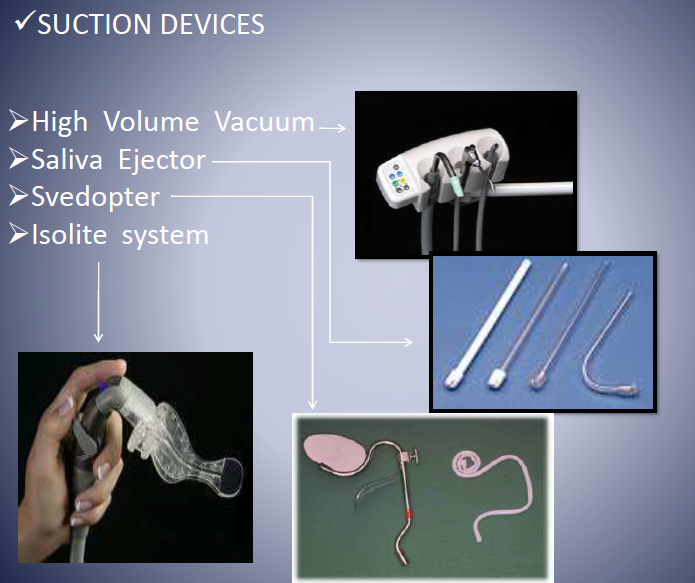 ✓SUCTION DEVICES
➢High Volume Vacuum
➢Saliva Ejector
➢Svedopter
➢Isolite system